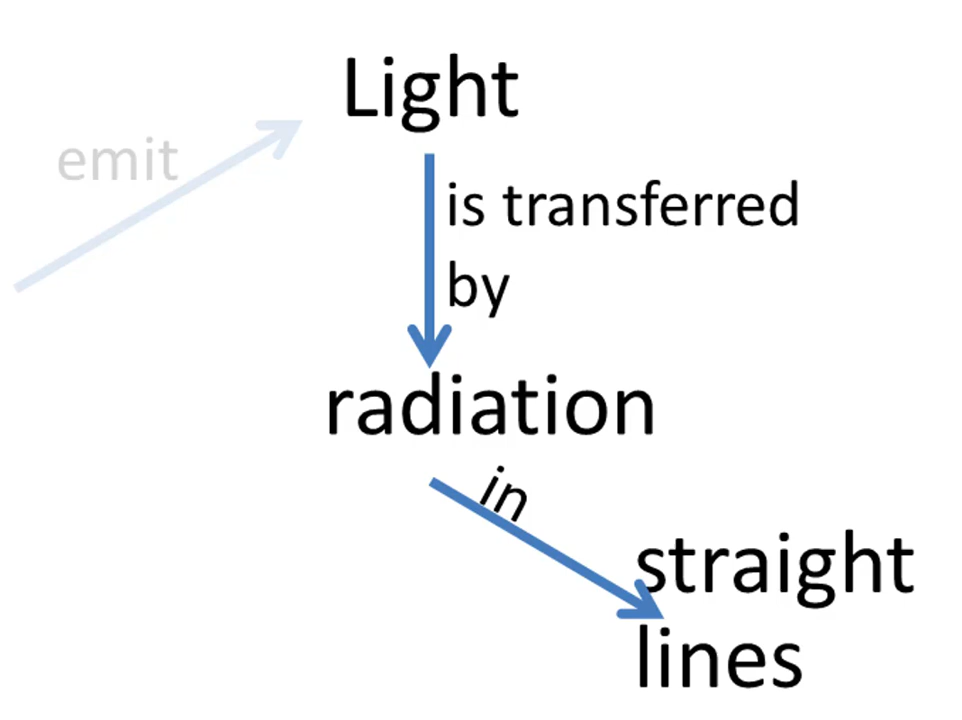 Light
emit
is transferred
by
radiation
in
straight
lines